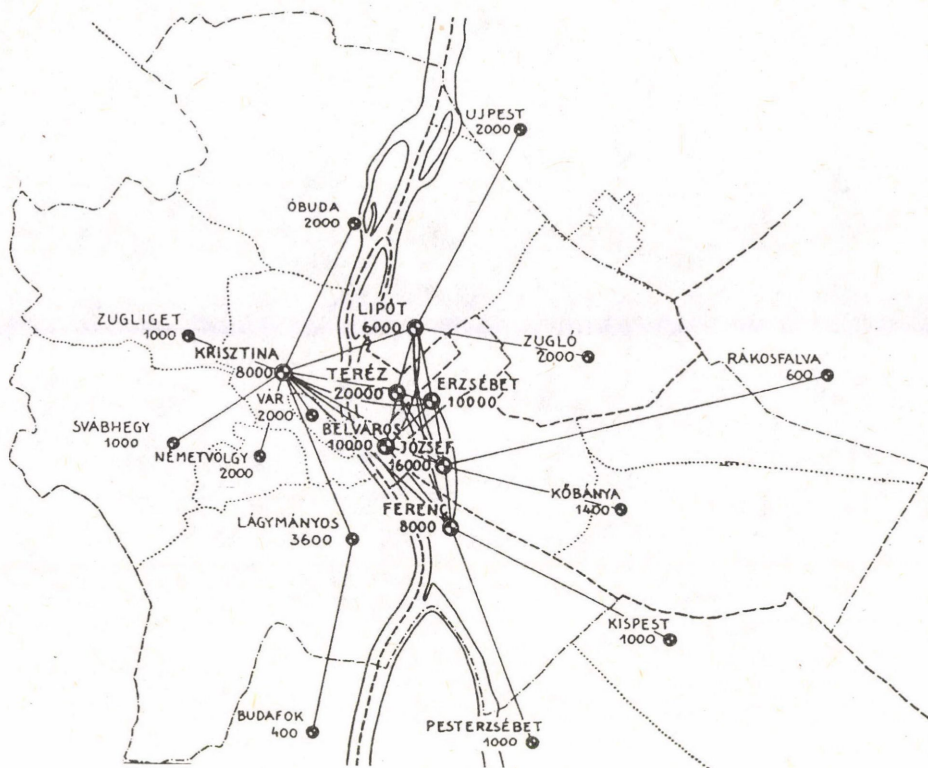 UJPEST
2000
ÓBUDA
2000
LIPÓT
6000
ZUGLIGET
1000
ZUGLÓ
2000
KRISZTINA
8000
RÁKOSFALVA
600
TERÉZ
20000
ERZSÉBET
10000
VÁR
2000
BELVÁROS
10000
SVÁBHEGY
1000
NÉMETVÖLGY
2000
JÓZSEF
16000
KŐBÁNYA
1400
FERENC
8000
LÁGYMÁNYOS
3600
KISPEST
1000
BUDAFOK
400
PESTERZSÉBET
1000